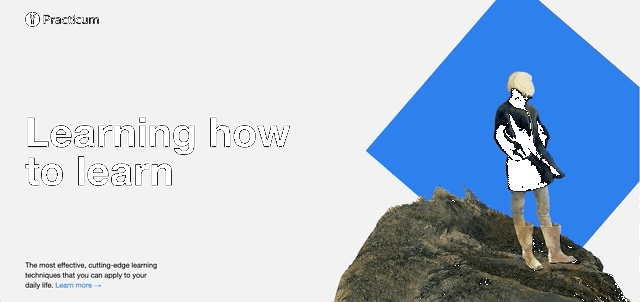 Practicum
Learning how
to learn
The most effective, cutting-edge learning
techniques that you can apply to your
daily life. Learn more →